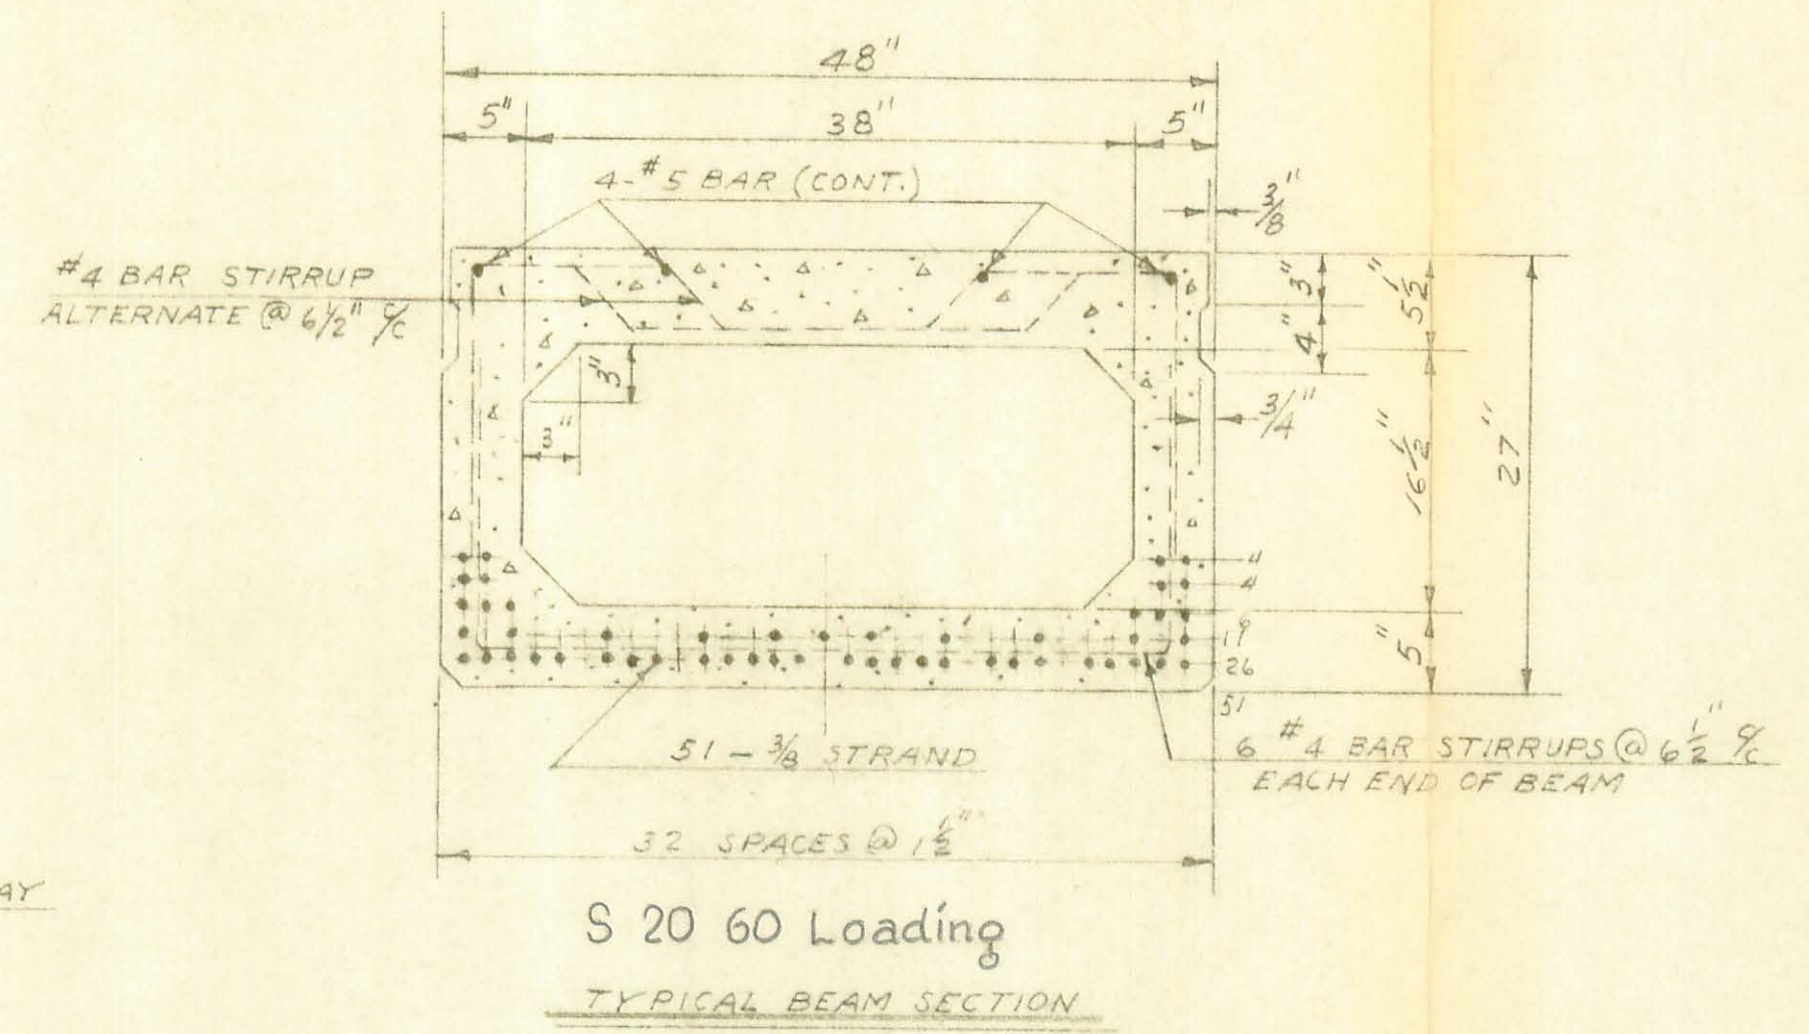 48"
5" 38" 5"
4-#5 BAR (CONT.)
3/8"
#4 BAR STIRRUP
ALTERNATE @ 6 1/2" c/c
3"
5 1/2"
4"
3"
3"
3/4"
16 1/2"
27"
4
4
19
26
51
5"
51 - 3/8 STRAND
6 #4 BAR STIRRUPS @ 6 1/2" c/c
EACH END OF BEAM
32 SPACES @ 1 1/2"
AY
S 20 60 Loading
TYPICAL BEAM SECTION